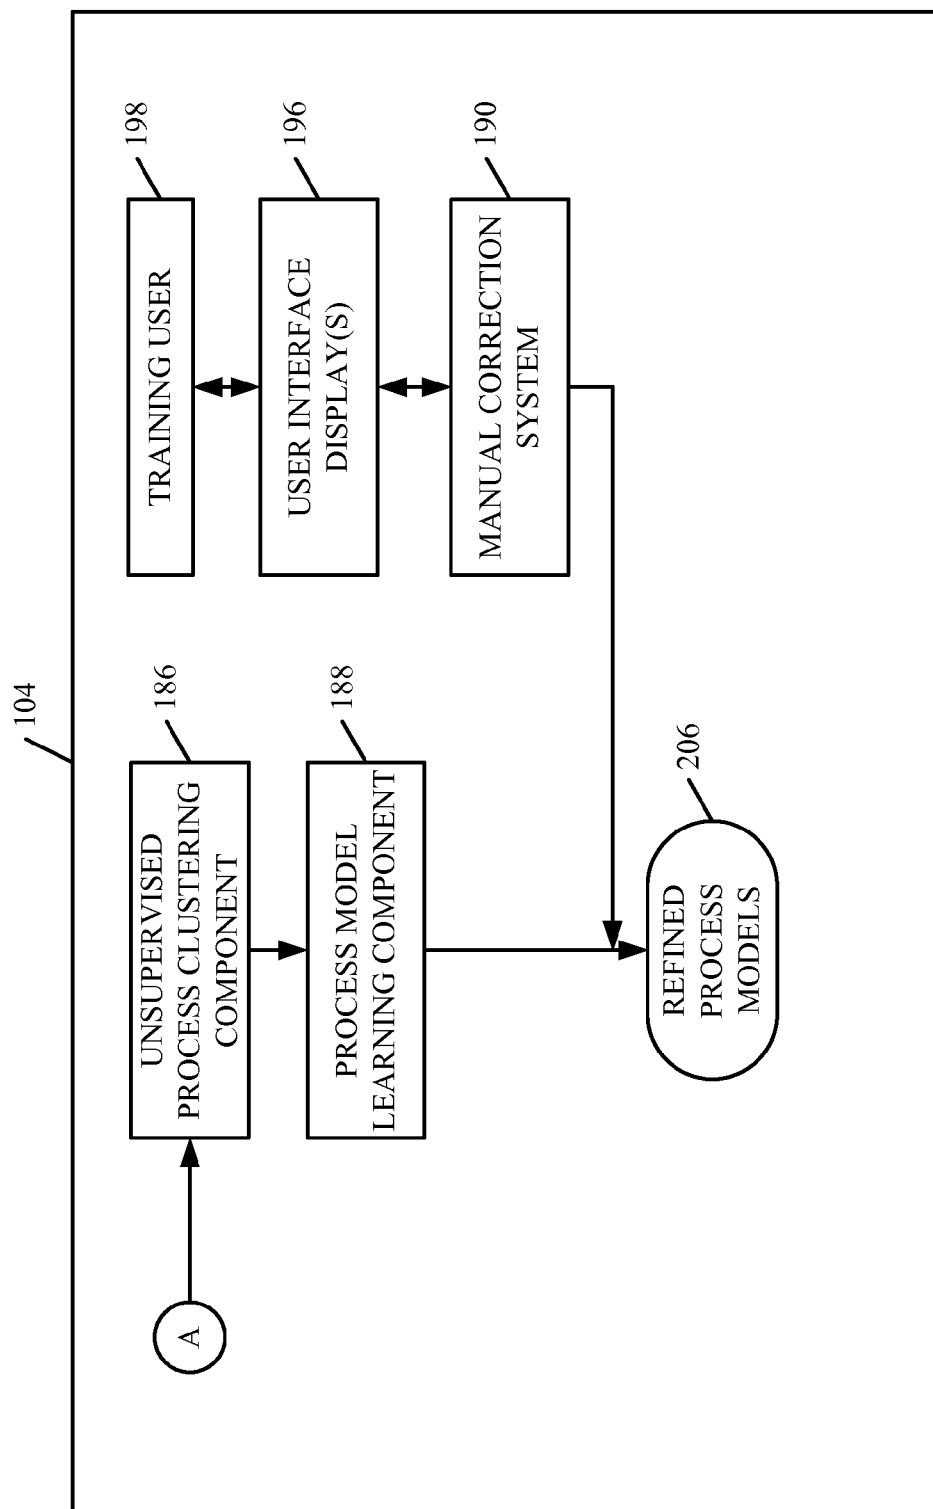 104
A
UNSUPERVISED
PROCESS CLUSTERING
COMPONENT
186
PROCESS MODEL
LEARNING COMPONENT
188
TRAINING USER
198
USER INTERFACE
DISPLAY(S)
196
MANUAL CORRECTION
SYSTEM
190
REFINED
PROCESS
MODELS
206